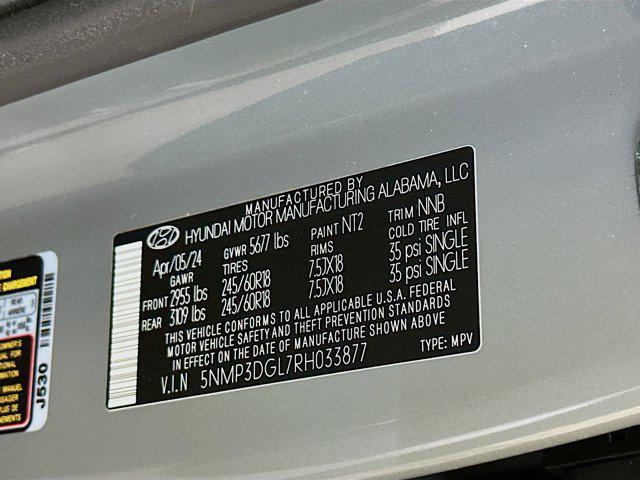 MANUFACTURED BY
HYUNDAI MOTOR MANUFACTURING ALABAMA, LLC
Apr/05/24 GVWR 5677 lbs PAINT NT2 TRIM NNB
GAWR TIRES RIMS COLD TIRE INFL
FRONT 2955 lbs 245/60R18 7.5JX18 35 psi SINGLE
REAR 3109 lbs 245/60R18 7.5JX18 35 psi SINGLE
THIS VEHICLE CONFORMS TO ALL APPLICABLE U.S.A. FEDERAL
MOTOR VEHICLE SAFETY AND THEFT PREVENTION STANDARDS
IN EFFECT ON THE DATE OF MANUFACTURE SHOWN ABOVE
V.I.N 5NMP3DGL7RH033877 TYPE: MPV
J530